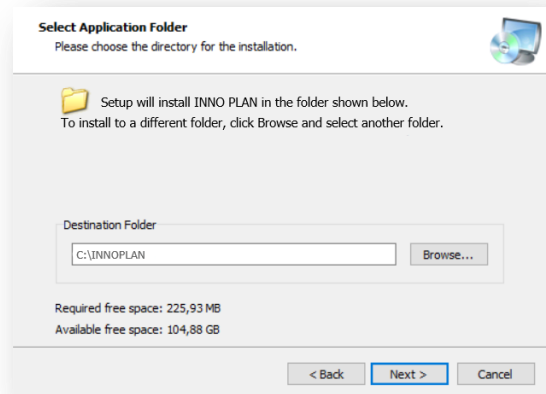 Select Application Folder
Please choose the directory for the installation.
Setup will install INNO PLAN in the folder shown below.
To install to a different folder, click Browse and select another folder.
Destination Folder
C:\INNOPLAN
Browse...
Required free space: 225,93 MB
Available free space: 104,88 GB
< Back
Next >
Cancel